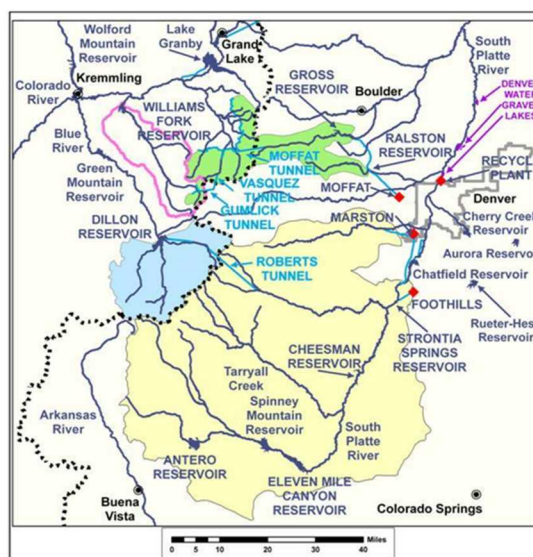 Wolford
Mountain
Reservoir
Lake
Granby
Grand
Lake
South
Platte
River
Colorado
River
Kremmling
GROSS
RESERVOIR
Boulder
WILLIAMS
FORK
RESERVOIR
RALSTON
RESERVOIR
DENVER
WATER
GRAVE
LAKES
Blue
River
MOFFAT
TUNNEL
RECYCL
PLANT
Green
Mountain
Reservoir
VASQUEZ
TUNNEL
MOFFAT
GUMLICK
TUNNEL
MARSTON
Denver
DILLON
RESERVOIR
Cherry Creek
Reservoir
ROBERTS
TUNNEL
Aurora Reservo
Chatfield Reservoir
FOOTHILLS
Rueter-Hes
Reservoir
STRONTIA
SPRINGS
RESERVOIR
CHEESMAN
RESERVOIR
Tarryall
Creek
Spinney
Mountain
Reservoir
South
Platte
River
Arkansas
River
ANTERO
RESERVOIR
ELEVEN MILE
CANYON
RESERVOIR
Buena
Vista
Colorado Springs
Miles
0 5 10 20 30 40